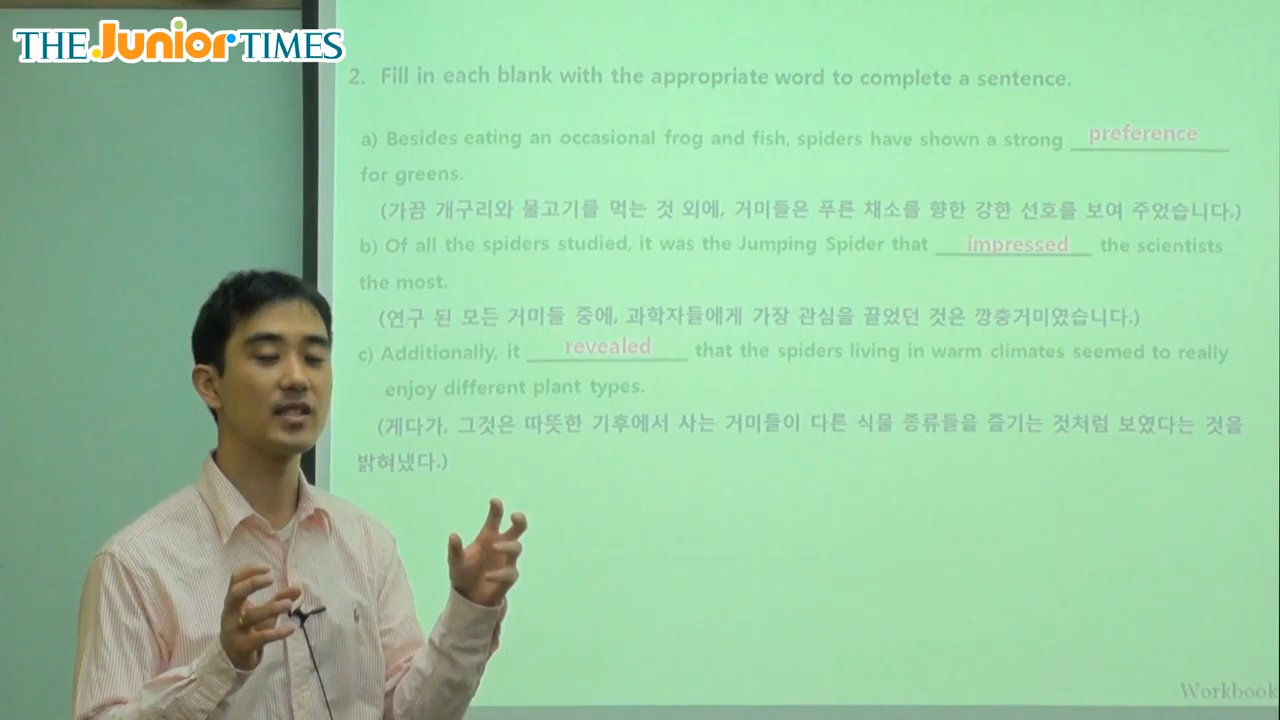 THE Junior TIMES
2. Fill in each blank with the appropriate word to complete a sentence.
a) Besides eating an occasional frog and fish, spiders have shown a strong preference
for greens.
(가끔 개구리와 물고기를 먹는 것 외에, 거미들은 푸른 채소를 향한 강한 선호를 보여 주었습니다.)
b) Of all the spiders studied, it was the Jumping Spider that impressed the scientists
the most.
(연구 된 모든 거미들 중에, 과학자들에게 가장 관심을 끌었던 것은 깡충거미였습니다.)
c) Additionally, it revealed that the spiders living in warm climates seemed to really
enjoy different plant types.
(게다가, 그것은 따뜻한 기후에서 사는 거미들이 다른 식물 종류들을 즐기는 것처럼 보였다는 것을
밝혀냈다.)
Workbook